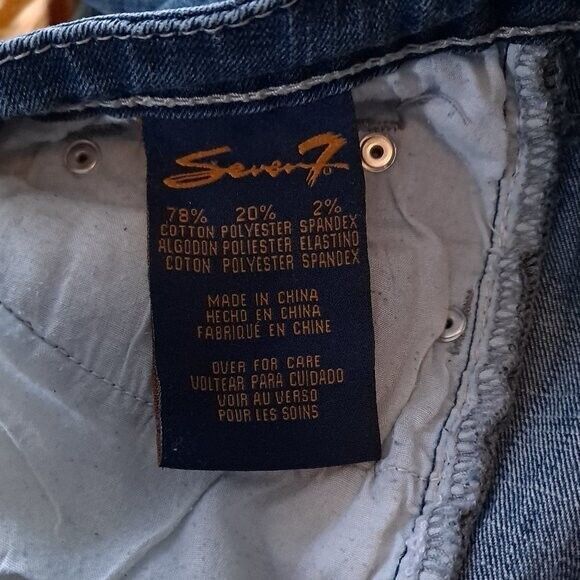 Seven7
78% 20% 2%
COTTON POLYESTER SPANDEX
ALGODON POLIESTER ELASTINO
COTON POLYESTER SPANDEX
MADE IN CHINA
HECHO EN CHINA
FABRIQUÉ EN CHINE
OVER FOR CARE
VOLTEAR PARA CUIDADO
VOIR AU VERSO
POUR LES SOINS